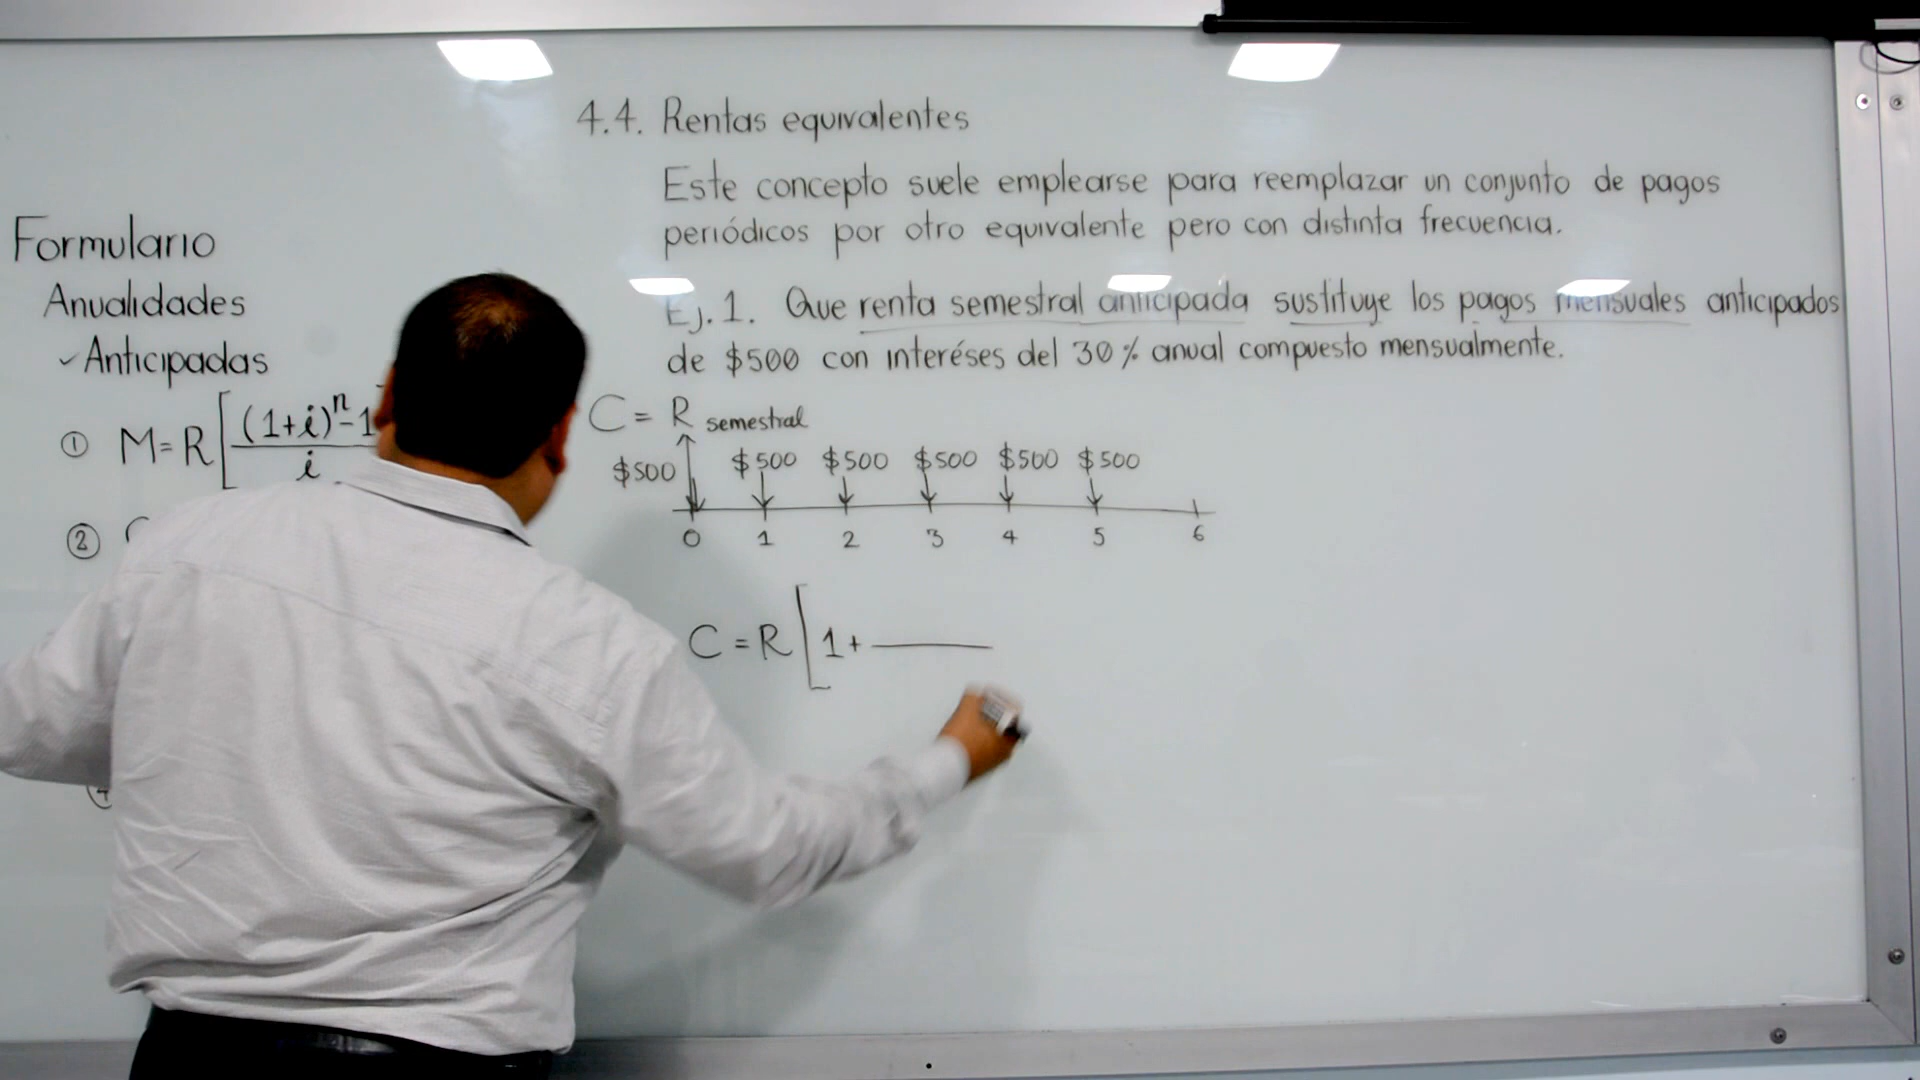 4.4. Rentas equivalentes
Este concepto suele emplearse para reemplazar un conjunto de pagos
periódicos por otro equivalente pero con distinta frecuencia.
Ej. 1. Que renta semestral anticipada sustituye los pagos mensuales anticipados
de $500 con interéses del 30% anual compuesto mensualmente.
C = R semestral
$500 $500 $500 $500 $500 $500
0 1 2 3 4 5 6
C = R [ 1 +
Formulario
Anualidades
✓Anticipadas
① M = R [ (1+i)^n - 1
i
②